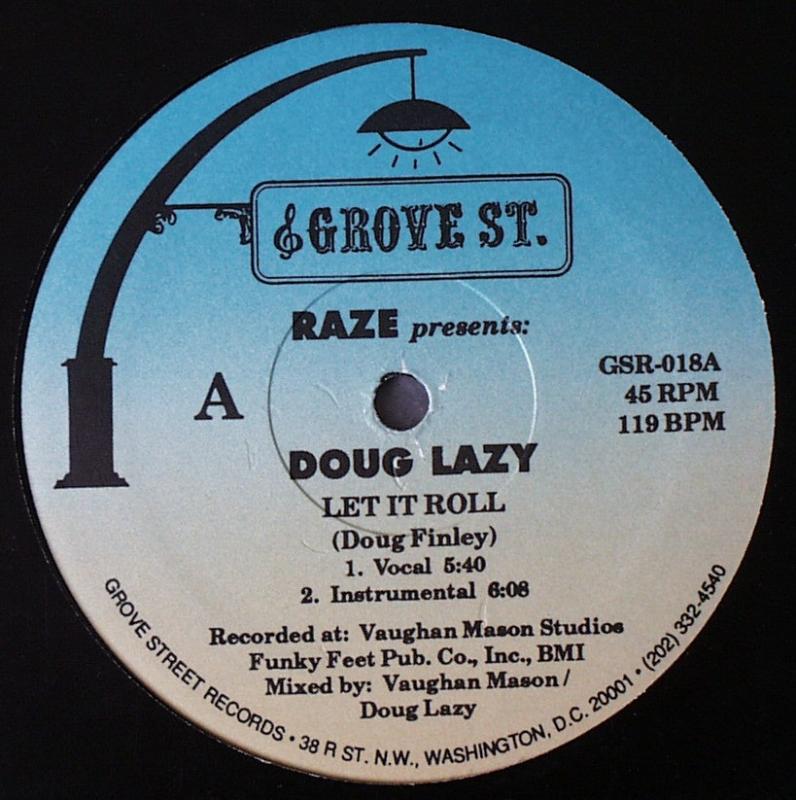 GROVE ST.
RAZE presents:
A
GSR-018A
45 RPM
119 BPM
DOUG LAZY
LET IT ROLL
(Doug Finley)
1. Vocal 5:40
2. Instrumental 6:08
Recorded at: Vaughan Mason Studios
Funky Feet Pub. Co., Inc., BMI
Mixed by: Vaughan Mason/
Doug Lazy
GROVE STREET RECORDS • 38 R ST. N.W., WASHINGTON, D.C. 20001 • (202) 332-4540